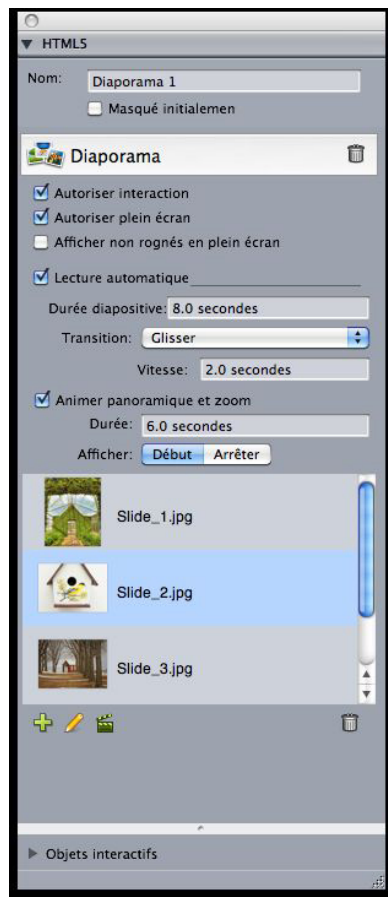 HTML5
Nom: Diaporama 1
Masqué initialemen
Diaporama
Autoriser interaction
Autoriser plein écran
Afficher non rognés en plein écran
Lecture automatique
Durée diapositive: 8.0 secondes
Transition: Glisser
Vitesse: 2.0 secondes
Animer panoramique et zoom
Durée: 6.0 secondes
Afficher: Début Arrêter
Slide_1.jpg
Slide_2.jpg
Slide_3.jpg
Objets interactifs